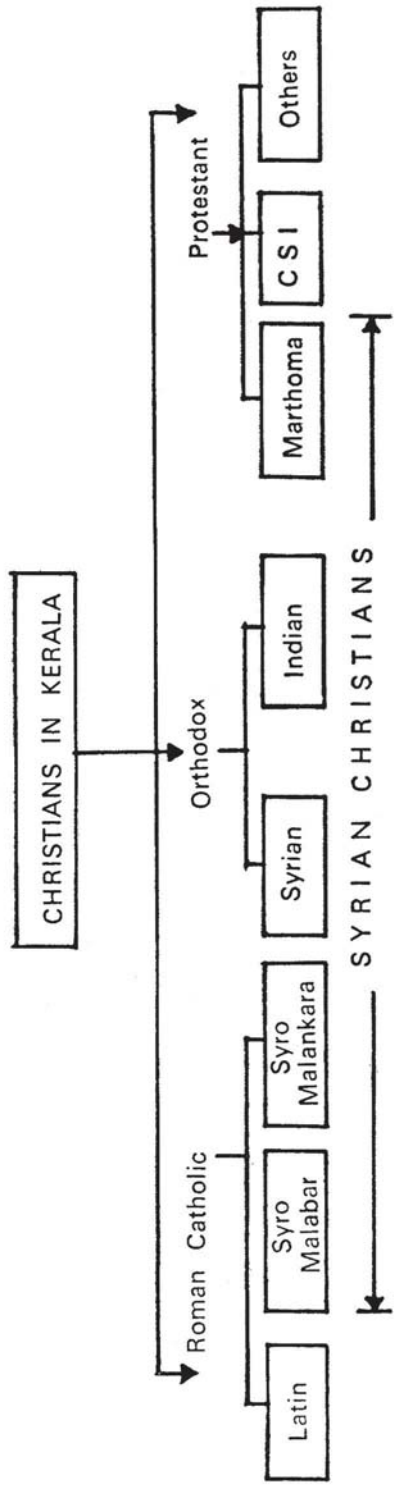 CHRISTIANS IN KERALA
Roman Catholic
Orthodox
Protestant
Latin
Syro
Malabar
Syro
Malankara
Syrian
Indian
Marthoma
CSI
Others
SYRIAN CHRISTIANS